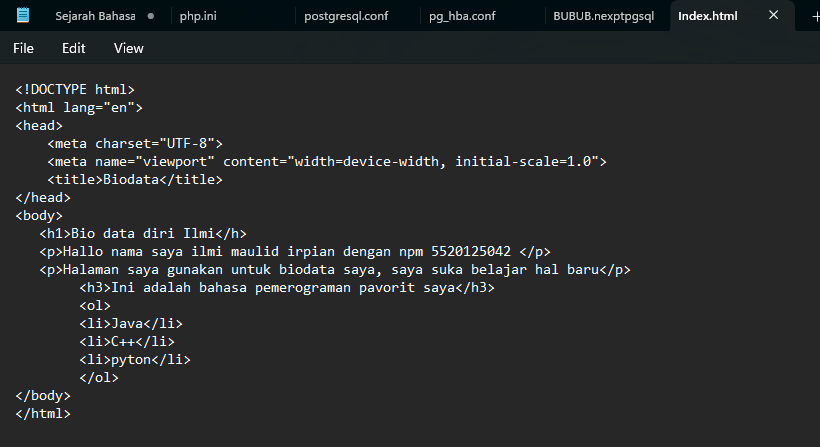 Sejarah Bahasa php.ini postgresql.conf pg_hba.conf BUBUB.nexptpgsql Index.html
File Edit View
<!DOCTYPE html>
<html lang="en">
<head>
<meta charset="UTF-8">
<meta name="viewport" content="width=device-width, initial-scale=1.0">
<title>Biodata</title>
</head>
<body>
<h1>Bio data diri Ilmi</h>
<p>Hallo nama saya ilmi maulid irpian dengan npm 5520125042 </p>
<p>Halaman saya gunakan untuk biodata saya, saya suka belajar hal baru</p>
<h3>Ini adalah bahasa pemerograman pavorit saya</h3>
<ol>
<li>Java</li>
<li>C++</li>
<li>pyton</li>
</ol>
</body>
</html>